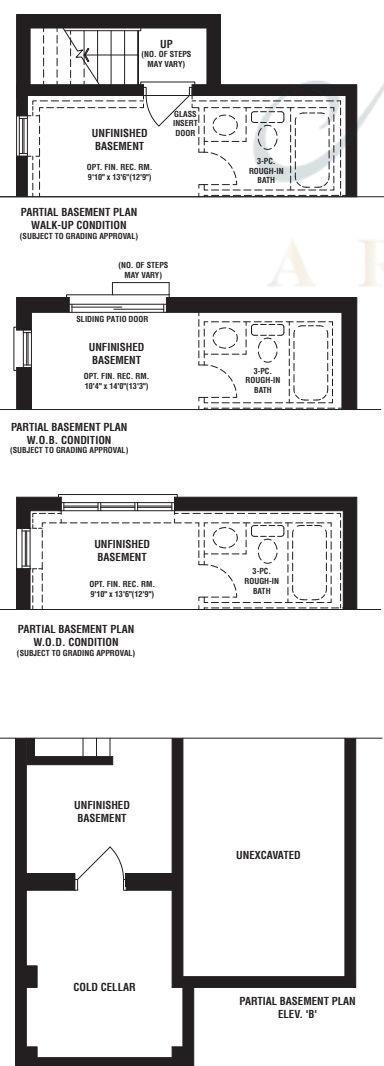 UP
(NO. OF STEPS
MAY VARY)
GLASS
INSERT
DOOR
UNFINISHED
BASEMENT
OPT. FIN. REC. RM.
9'10" x 13'6"(12'9")
3-PC.
ROUGH-IN
BATH
PARTIAL BASEMENT PLAN
WALK-UP CONDITION
(SUBJECT TO GRADING APPROVAL)
A R
(NO. OF STEPS
MAY VARY)
SLIDING PATIO DOOR
UNFINISHED
BASEMENT
OPT. FIN. REC. RM.
10'4" x 14'0"(13'3")
3-PC.
ROUGH-IN
BATH
PARTIAL BASEMENT PLAN
W.O.B. CONDITION
(SUBJECT TO GRADING APPROVAL)
UNFINISHED
BASEMENT
OPT. FIN. REC. RM.
9'10" x 13'6"(12'9")
3-PC.
ROUGH-IN
BATH
PARTIAL BASEMENT PLAN
W.O.D. CONDITION
(SUBJECT TO GRADING APPROVAL)
UNFINISHED
BASEMENT
UNEXCAVATED
COLD CELLAR
PARTIAL BASEMENT PLAN
ELEV. 'B'